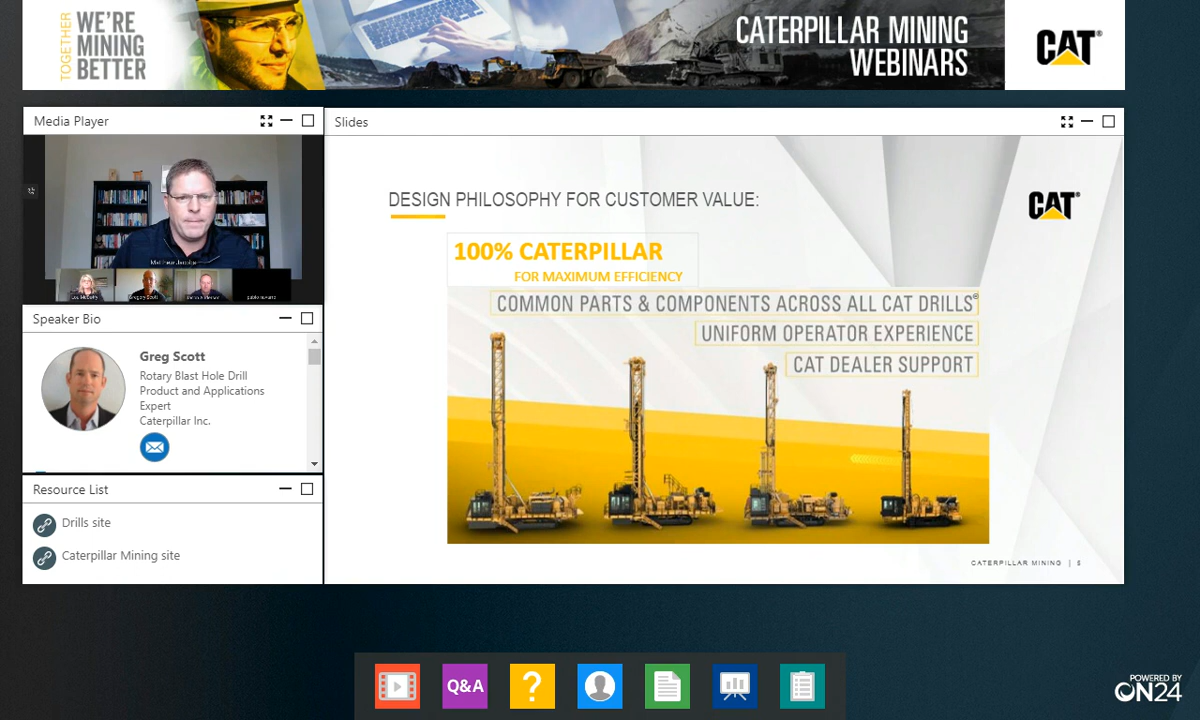 TOGETHER
WE'RE
MINING
BETTER
CATERPILLAR MINING
WEBINARS
CAT®
Media Player
Slides
Gregory Scott
Speaker Bio
Greg Scott
Rotary Blast Hole Drill
Product and Applications
Expert
Caterpillar Inc.
Resource List
Drills site
Caterpillar Mining site
DESIGN PHILOSOPHY FOR CUSTOMER VALUE:
CAT®
100% CATERPILLAR
FOR MAXIMUM EFFICIENCY
COMMON PARTS & COMPONENTS ACROSS ALL CAT DRILLS®
UNIFORM OPERATOR EXPERIENCE
CAT DEALER SUPPORT
CATERPILLAR MINING | 5
Q&A
?
POWERED BY
ON24